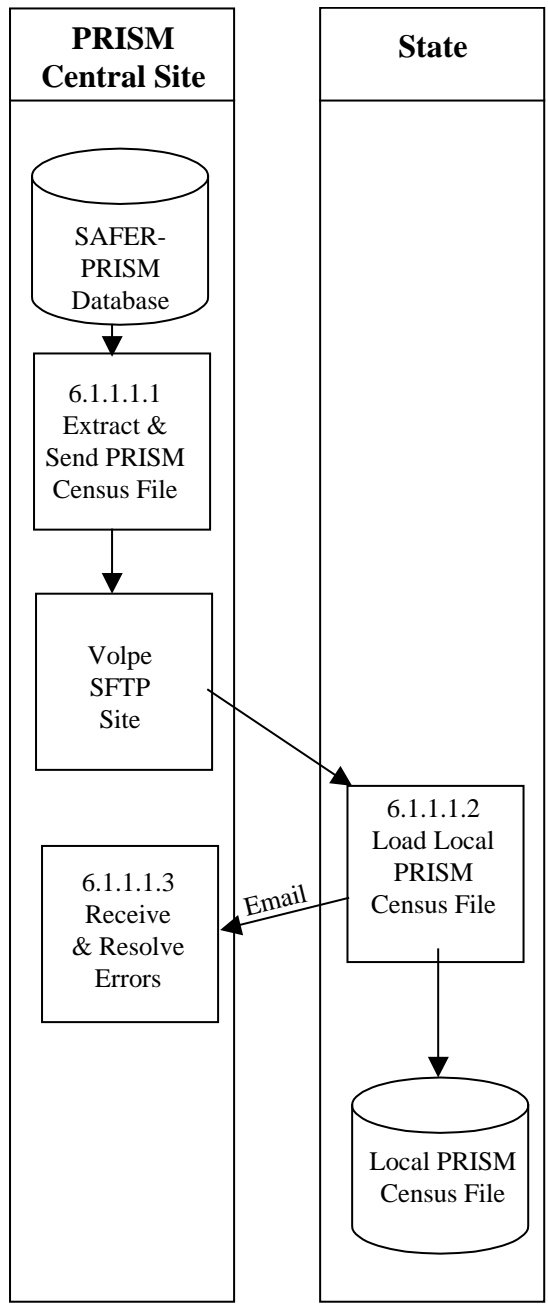 PRISM
Central Site
State
SAFER-
PRISM
Database
6.1.1.1.1
Extract &
Send PRISM
Census File
Volpe
SFTP
Site
6.1.1.1.2
Load Local
PRISM
Census File
Email
6.1.1.1.3
Receive
& Resolve
Errors
Local PRISM
Census File